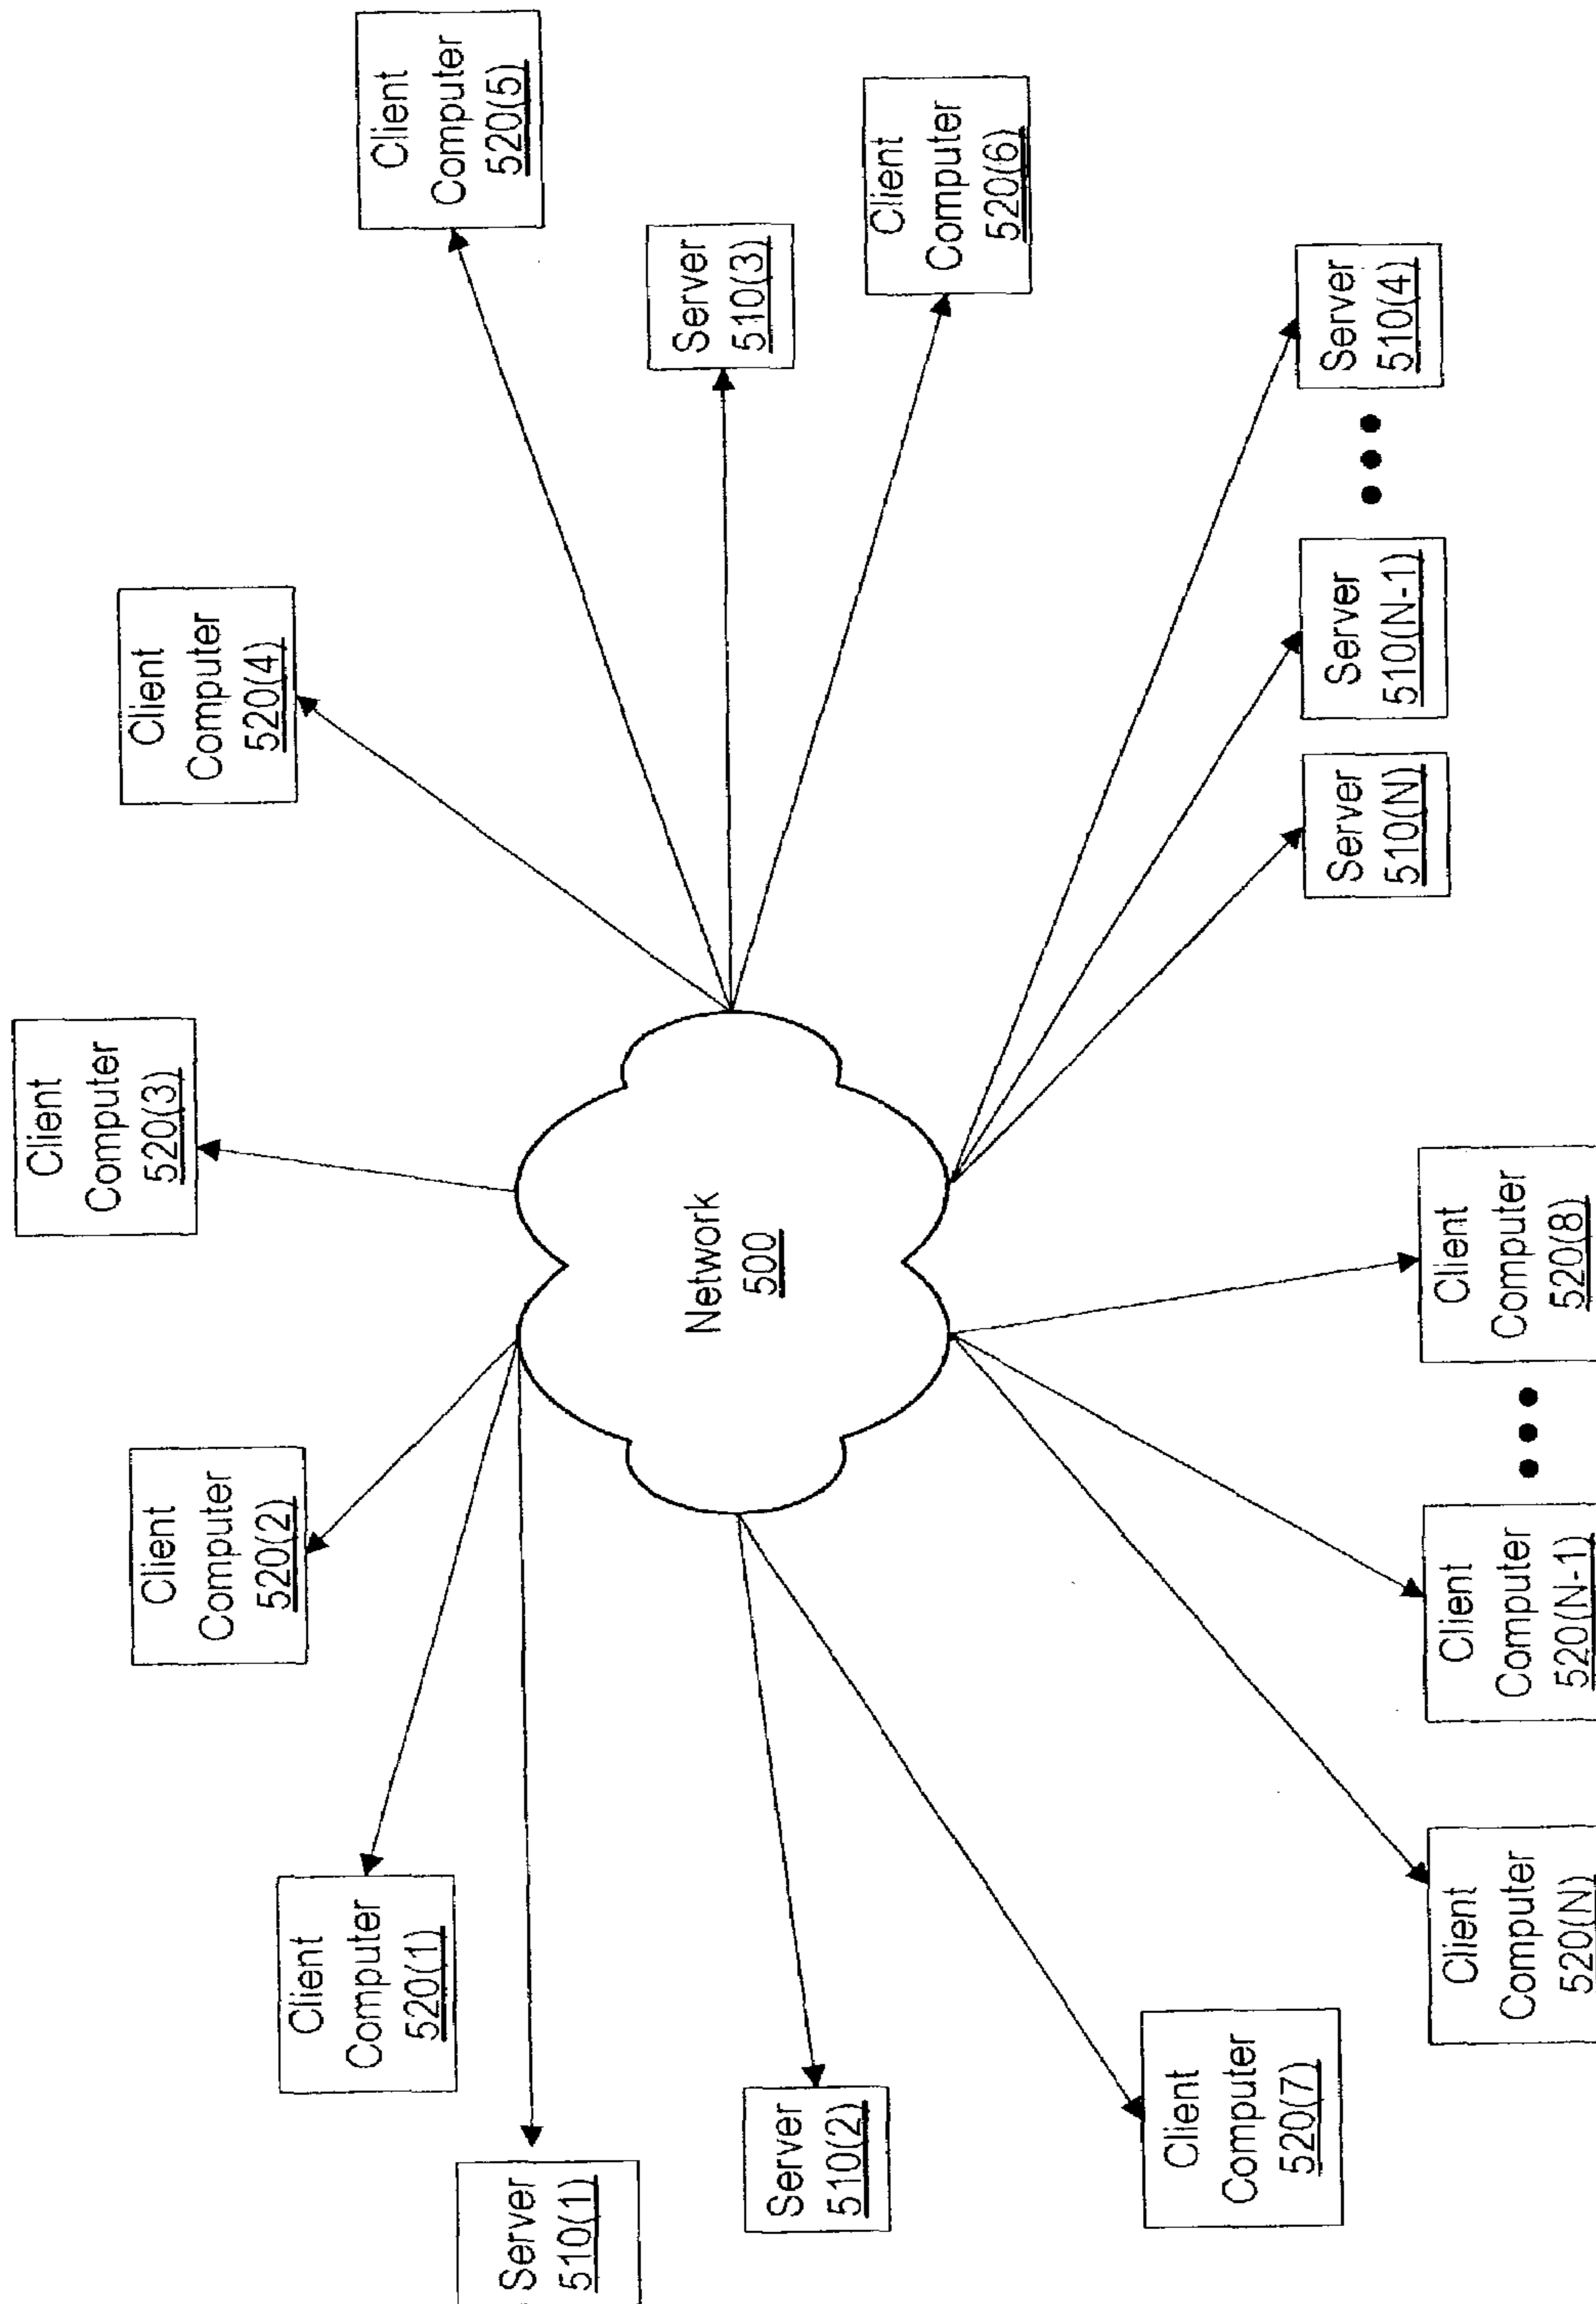 Client
Computer
520(3)
Client
Computer
520(2)
Client
Computer
520(4)
Client
Computer
520(1)
Client
Computer
520(5)
Server
510(1)
Server
510(3)
Network
500
Server
510(2)
Client
Computer
520(6)
Client
Computer
520(7)
Server
510(N)
Server
510(N-1)
Server
510(4)
Client
Computer
520(N)
Client
Computer
520(N-1)
Client
Computer
520(8)